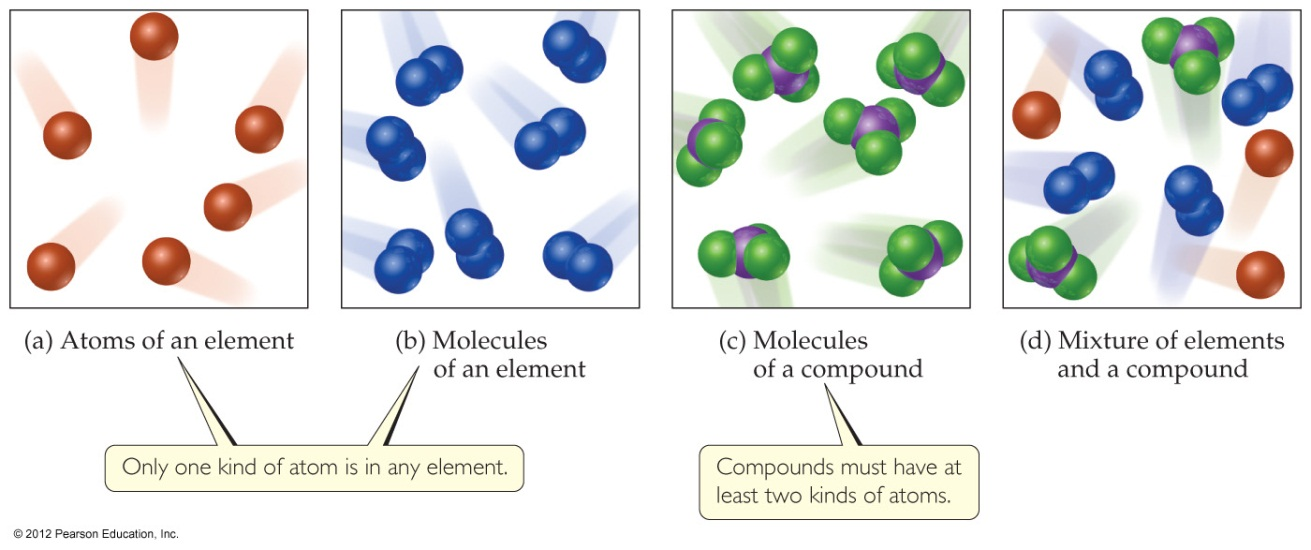 (a) Atoms of an element
(b) Molecules
of an element
(c) Molecules
of a compound
(d) Mixture of elements
and a compound
Only one kind of atom is in any element.
Compounds must have at
least two kinds of atoms.
© 2012 Pearson Education, Inc.